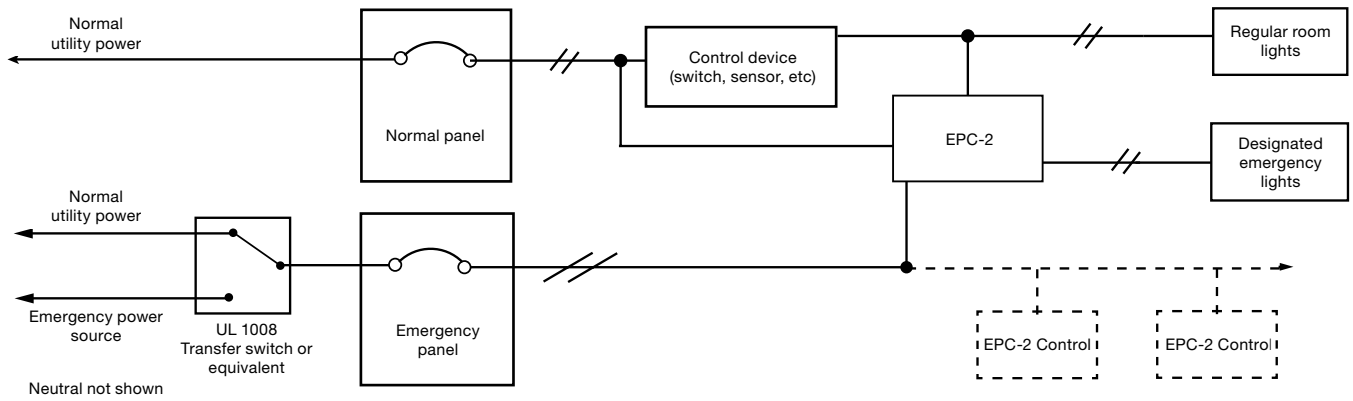 Normal
utility power
Normal panel
Control device
(switch, sensor, etc)
EPC-2
Regular room
lights
Designated
emergency
lights
Normal
utility power
Emergency power
source
UL 1008
Transfer switch or
equivalent
Emergency
panel
EPC-2 Control
EPC-2 Control
Neutral not shown